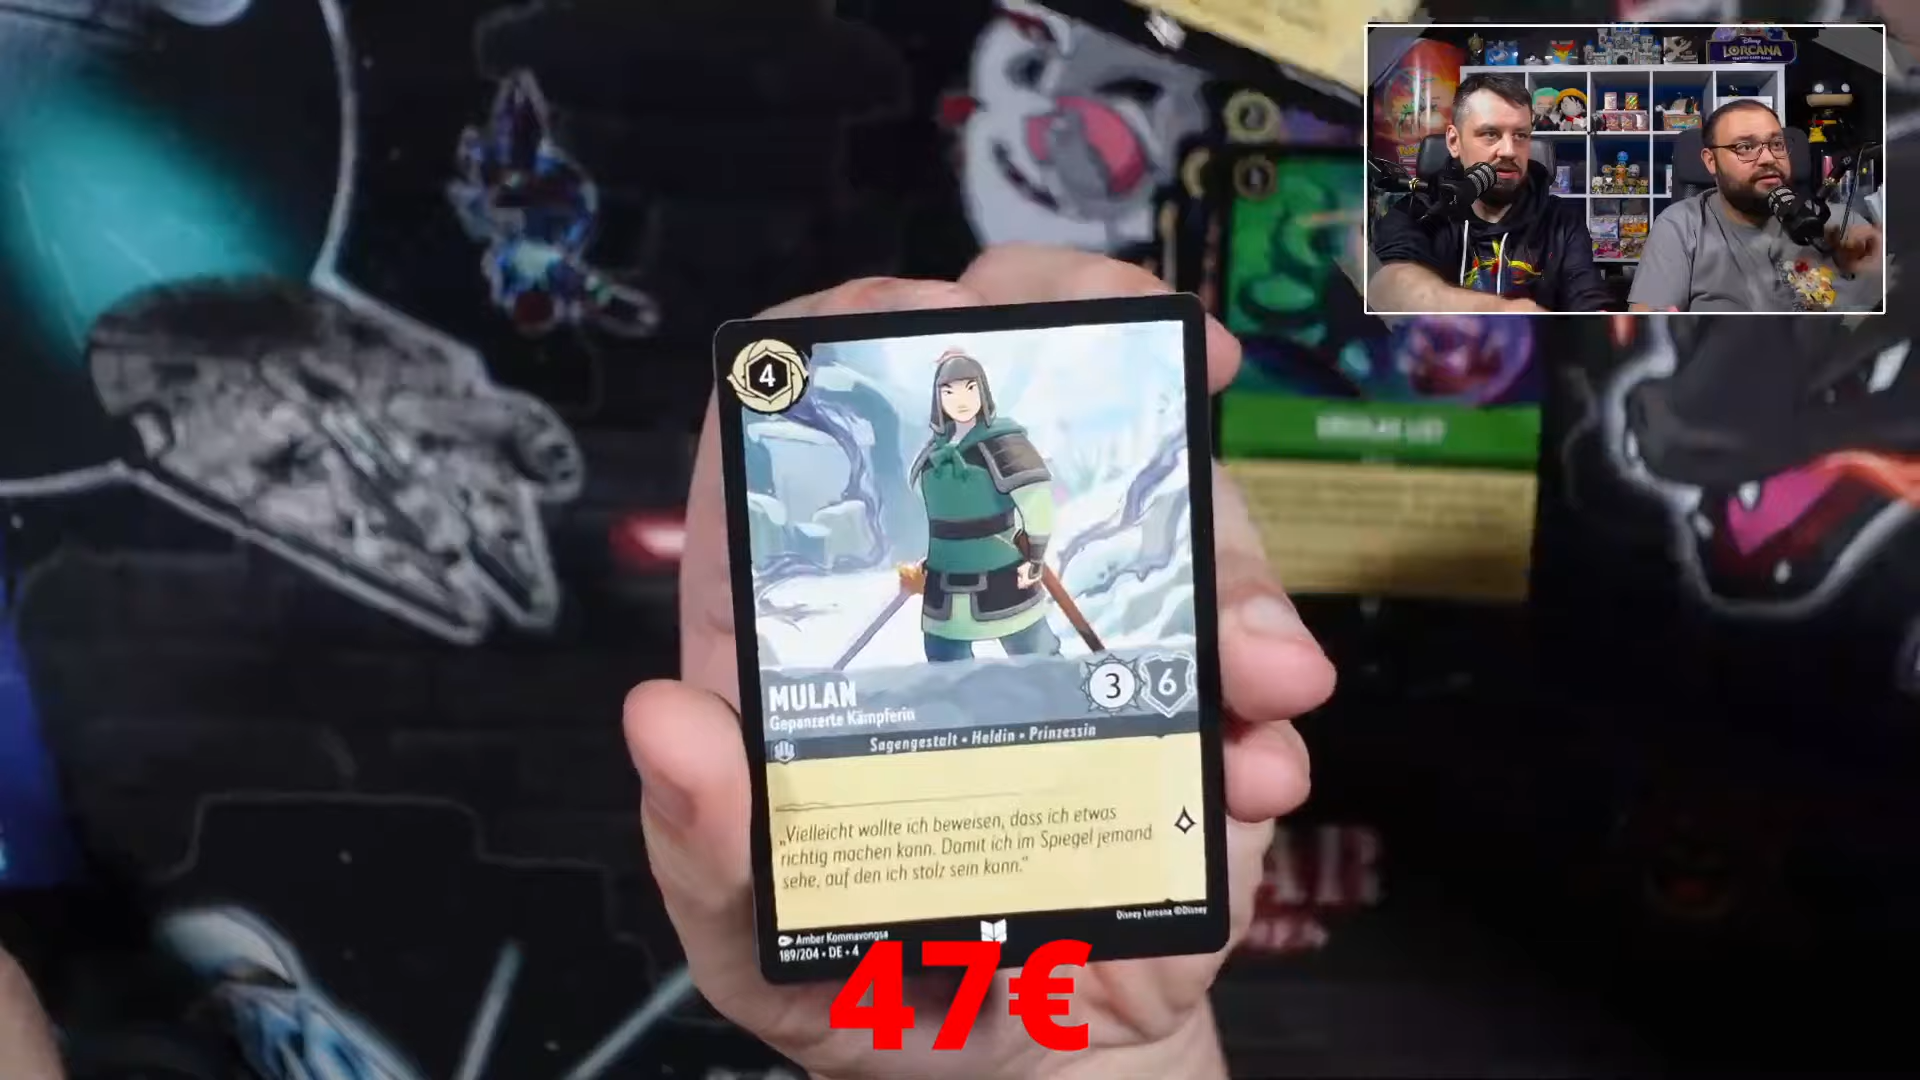 Disney
LORCANA
4
MULAN
Gepanzerte Kämpferin
3
6
Sagengestalt • Heldin • Prinzessin
„Vielleicht wollte ich beweisen, dass ich etwas
richtig machen kann. Damit ich im Spiegel jemand
sehe, auf den ich stolz sein kann.“
Disney Lorcana ©Disney
Amber Kommavongsa
189/204 • DE • 4
47€